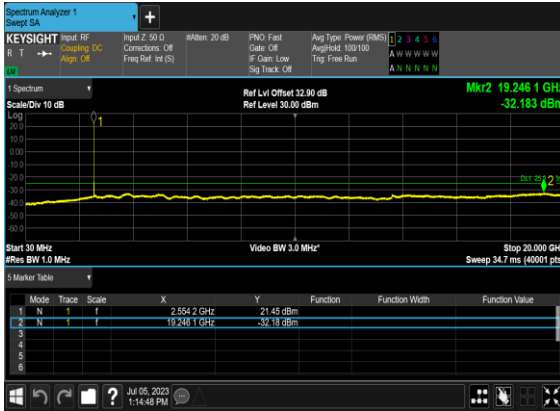 Spectrum Analyzer 1
Swept SA
+
KEYSIGHT Input: RF Input Z: 50 Ω #Atten: 20 dB PNO: Fast Avg Type: Power (RMS) 1 2 3 4 5 6
R T Coupling: DC Corrections: Off Gate: Off Avg|Hold: 100/100 A W W W W W
Align: Off Freq Ref: Int (S) IF Gain: Low Trig: Free Run
Sig Track: Off A N N N N N
1 Spectrum Ref Lvl Offset 32.90 dB Mkr2 19.246 1 GHz
Scale/Div 10 dB Ref Level 30.00 dBm -32.183 dBm
Log
1
20.0
10.0
0.00
-10.0
-20.0
2
-30.0
-40.0
-50.0
-60.0
Start 30 MHz Video BW 3.0 MHz* Stop 20.000 GHz
#Res BW 1.0 MHz Sweep 34.7 ms (40001 pts)
5 Marker Table
Mode Trace Scale X Y Function Function Width Function Value
1 N 1 f 2.554 2 GHz 21.45 dBm
2 N 1 f 19.246 1 GHz -32.18 dBm
3
4
5
6
? Jul 05, 2023
1:14:48 PM